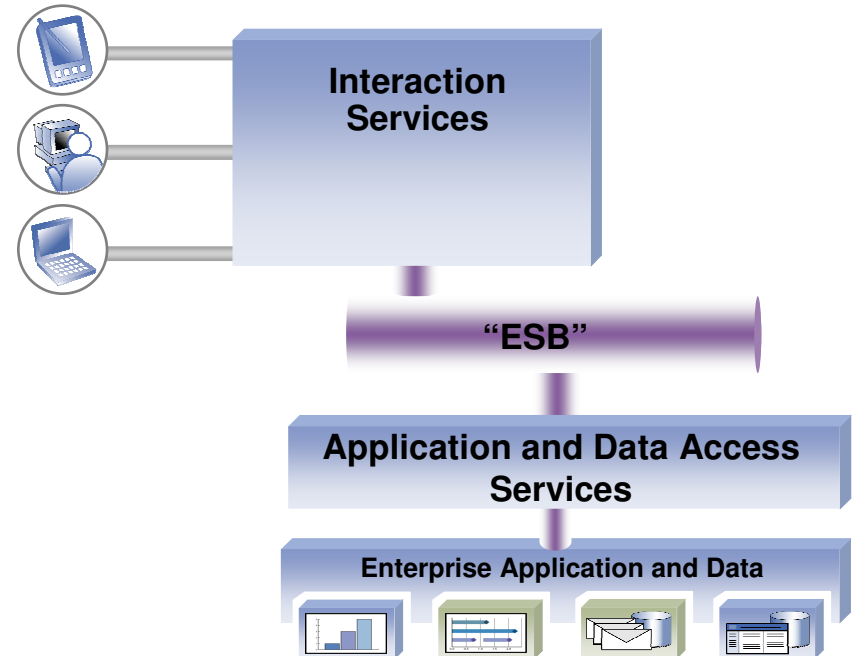 Interaction
Services
“ESB”
Application and Data Access
Services
Enterprise Application and Data